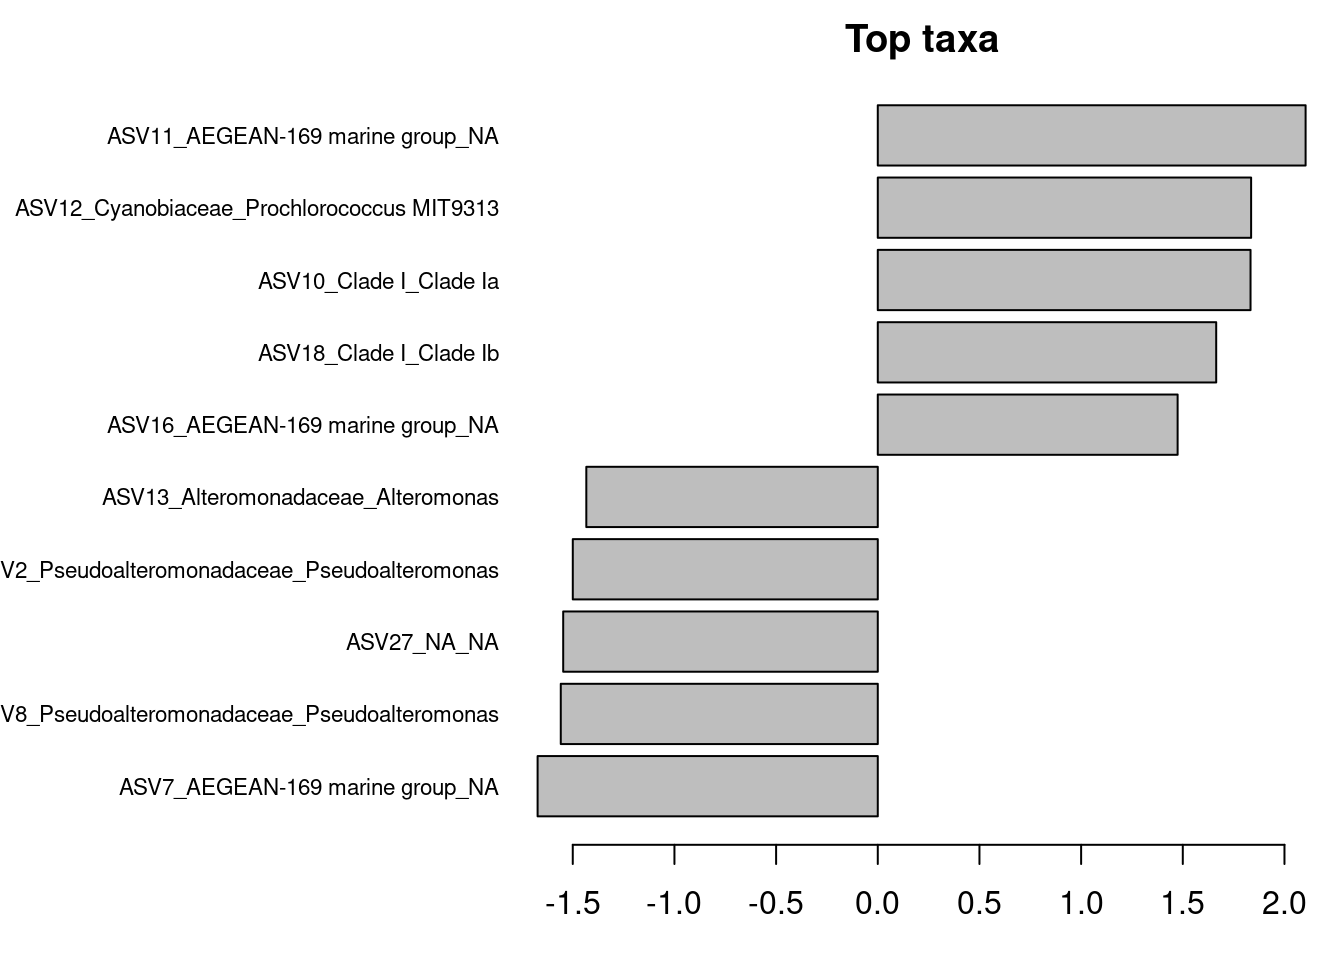 Top taxa
ASV11_AEGEAN-169 marine group_NA
ASV12_Cyanobiaceae_Prochlorococcus MIT9313
ASV10_Clade I_Clade Ia
ASV18_Clade I_Clade Ib
ASV16_AEGEAN-169 marine group_NA
ASV13_Alteromonadaceae_Alteromonas
V2_Pseudoalteromonadaceae_Pseudoalteromonas
ASV27_NA_NA
V8_Pseudoalteromonadaceae_Pseudoalteromonas
ASV7_AEGEAN-169 marine group_NA
-1.5 -1.0 -0.5 0.0 0.5 1.0 1.5 2.0